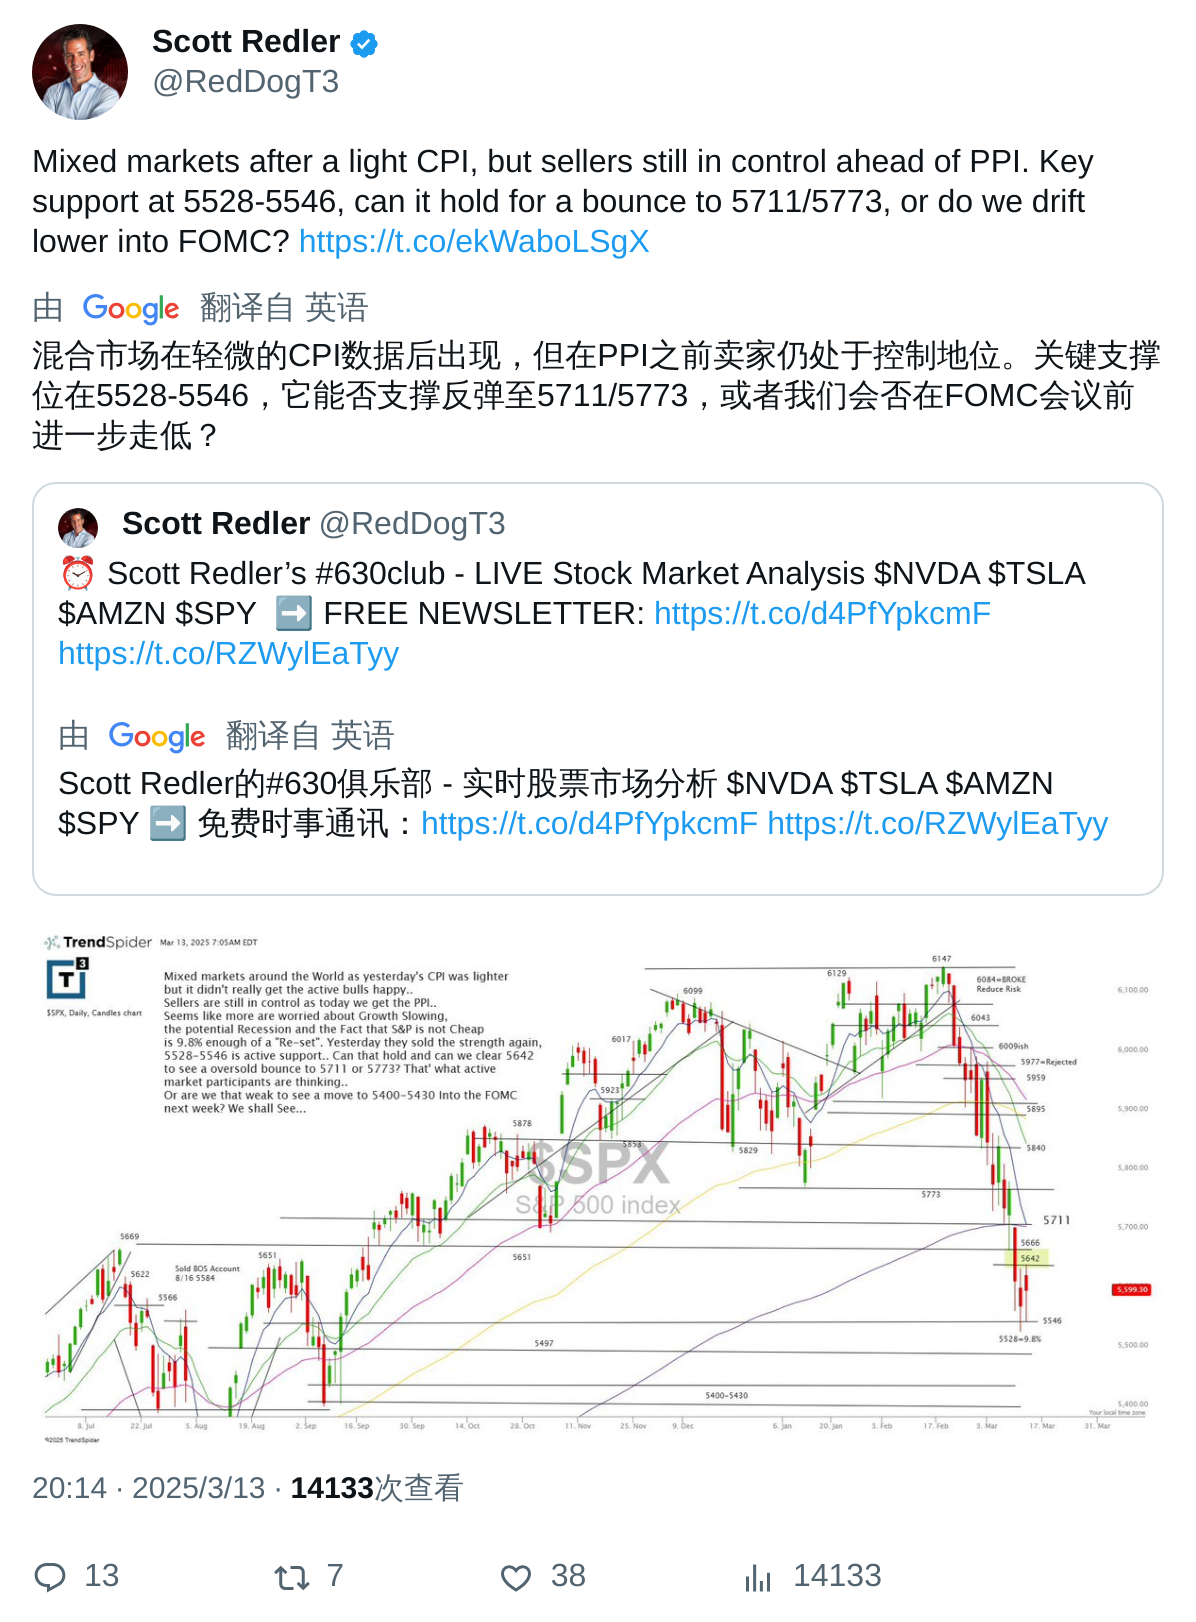 Scott Redler
@RedDogT3
Mixed markets after a light CPI, but sellers still in control ahead of PPI. Key
support at 5528-5546, can it hold for a bounce to 5711/5773, or do we drift
lower into FOMC? https://t.co/ekWaboLSgX
由 Google 翻译自 英语
混合市场在轻微的CPI数据后出现，但在PPI之前卖家仍处于控制地位。关键支撑
位在5528-5546，它能否支撑反弹至5711/5773，或者我们会否在FOMC会议前
进一步走低？
Scott Redler @RedDogT3
⏰ Scott Redler’s #630club - LIVE Stock Market Analysis $NVDA $TSLA
$AMZN $SPY ➡️ FREE NEWSLETTER: https://t.co/d4PfYpkcmF
https://t.co/RZWylEaTyy
由 Google 翻译自 英语
Scott Redler的#630俱乐部 - 实时股票市场分析 $NVDA $TSLA $AMZN
$SPY ➡️ 免费时事通讯：https://t.co/d4PfYpkcmF https://t.co/RZWylEaTyy
TrendSpider Mar 13, 2025 7:05AM EDT
T3
$SPX, Daily, Candles chart
Mixed markets around the World as yesterday's CPI was lighter
but it didn't really get the active bulls happy..
Sellers are still in control as today we get the PPI..
Seems like more are worried about Growth Slowing,
the potential Recession and the Fact that S&P is not Cheap
is 9.8% enough of a "Re-set". Yesterday they sold the strength again,
5528-5546 is active support.. Can that hold and can we clear 5642
to see a oversold bounce to 5711 or 5773? That' what active
market participants are thinking..
Or are we that weak to see a move to 5400-5430 Into the FOMC
next week? We shall See...
6147
6129
6084=BROKE
Reduce Risk
6099
6,100.00
6043
6017
6009ish
6,000.00
5977=Rejected
5959
5923
5895
5,900.00
5878
5853
5829
5840
$SPX
S&P 500 index
5,800.00
5773
5711
5,700.00
5669
5666
5651
5651
5642
Sold BOS Account
8/16 5584
5622
5566
5,599.30
5546
5528=9.8%
5497
5,500.00
5400-5430
5,400.00
Your local time zone
8. Jul
22. Jul
5. Aug
19. Aug
2. Sep
16. Sep
30. Sep
14. Oct
28. Oct
11. Nov
25. Nov
9. Dec
6. Jan
20. Jan
3. Feb
17. Feb
3. Mar
17. Mar
31. Mar
©2025 TrendSpider
20:14 · 2025/3/13 · 14133次查看
13 7 38 14133